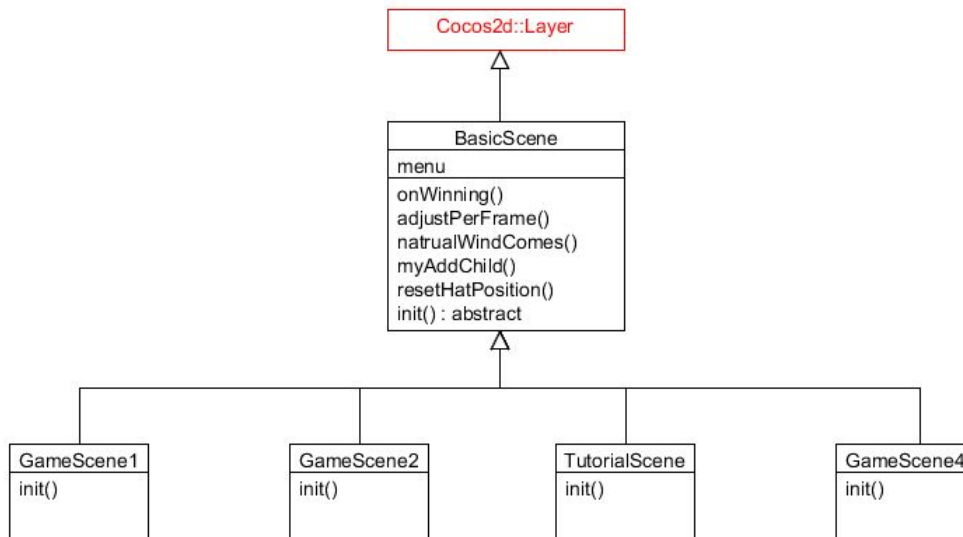 Cocos2d::Layer
BasicScene
menu
onWinning()
adjustPerFrame()
natrualWindComes()
myAddChild()
resetHatPosition()
init() : abstract
GameScene1
init()
GameScene2
init()
TutorialScene
init()
GameScene4
init()